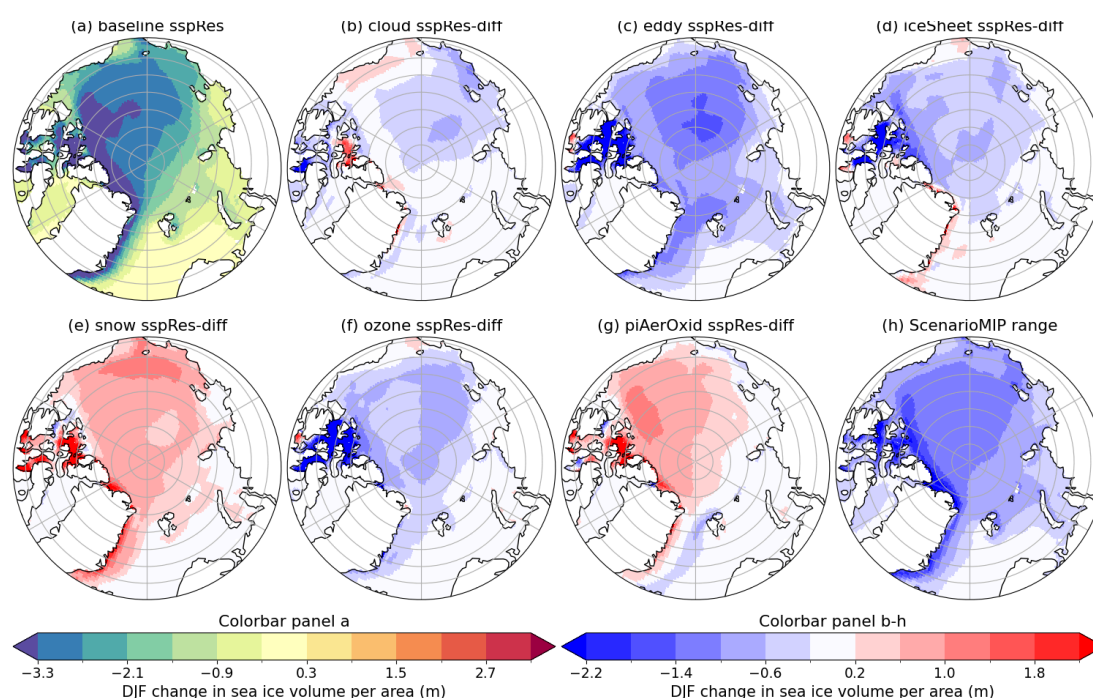 (a) baseline sspRes
(b) cloud sspRes-diff
(c) eddy sspRes-diff
(d) iceSheet sspRes-diff
(e) snow sspRes-diff
(f) ozone sspRes-diff
(g) piAerOxid sspRes-diff
(h) ScenarioMIP range
Colorbar panel a
Colorbar panel b-h
−3.3 −2.1 −0.9 0.3 1.5 2.7
−2.2 −1.4 −0.6 0.2 1.0 1.8
DJF change in sea ice volume per area (m)
DJF change in sea ice volume per area (m)